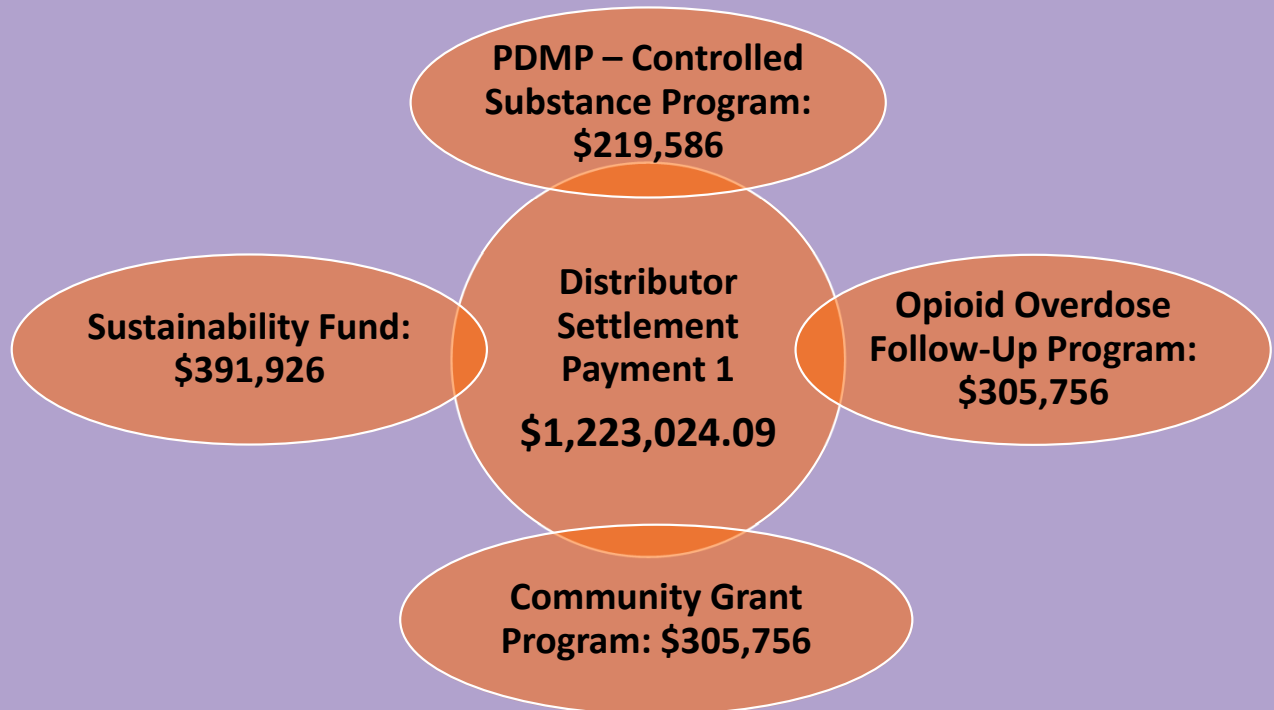 PDMP – Controlled
Substance Program:
$219,586
Sustainability Fund:
$391,926
Distributor
Settlement
Payment 1
$1,223,024.09
Opioid Overdose
Follow-Up Program:
$305,756
Community Grant
Program: $305,756